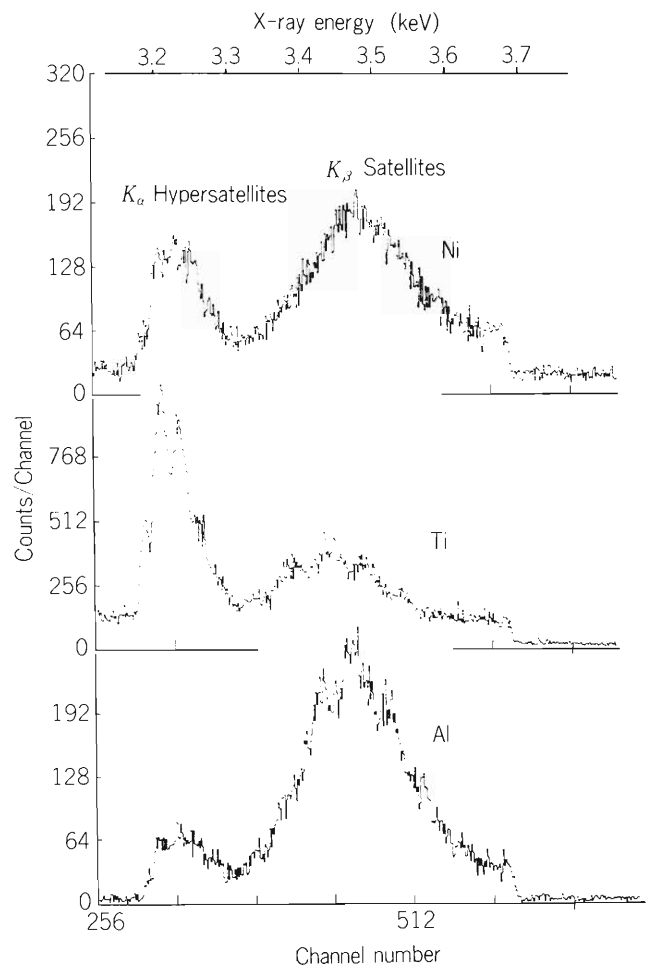 X-ray energy (keV)
3.2 3.3 3.4 3.5 3.6 3.7
320
256
192
128
64
0
K𝛼 Hypersatellites
K𝛽 Satellites
Ni
768
512
256
0
Ti
Counts/Channel
192
128
64
0
Al
256 512
Channel number